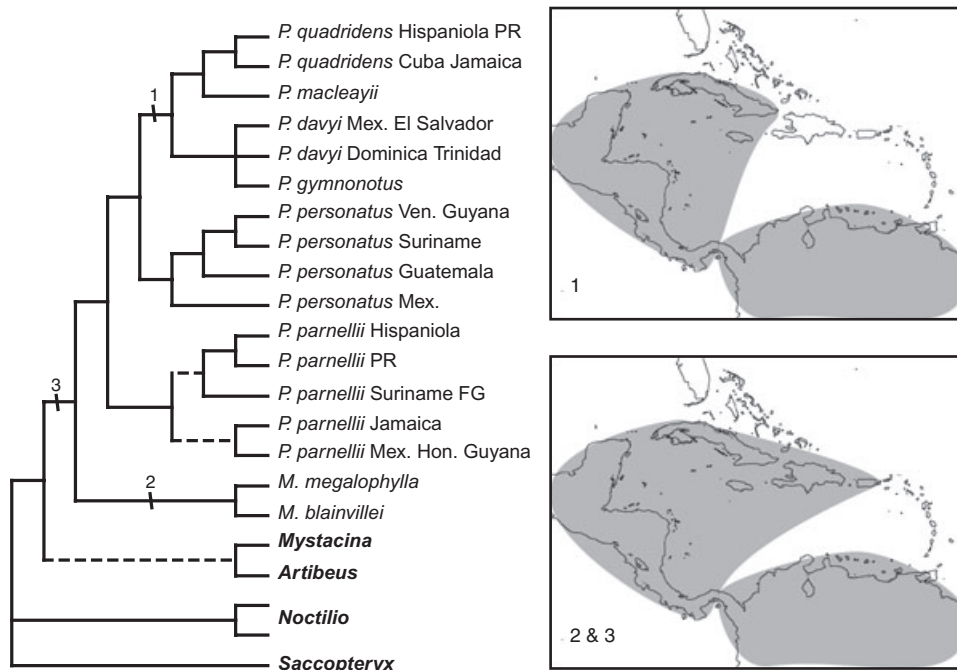 P. quadridens Hispaniola PR
P. quadridens Cuba Jamaica
1
P. macleayii
P. davyi Mex. El Salvador
P. davyi Dominica Trinidad
P. gymnonotus
P. personatus Ven. Guyana
P. personatus Suriname
P. personatus Guatemala
P. personatus Mex.
P. parnellii Hispaniola
P. parnellii PR
3
P. parnellii Suriname FG
P. parnellii Jamaica
P. parnellii Mex. Hon. Guyana
2
M. megalophylla
M. blainvillei
Mystacina
Artibeus
Noctilio
Saccopteryx
1
2 & 3